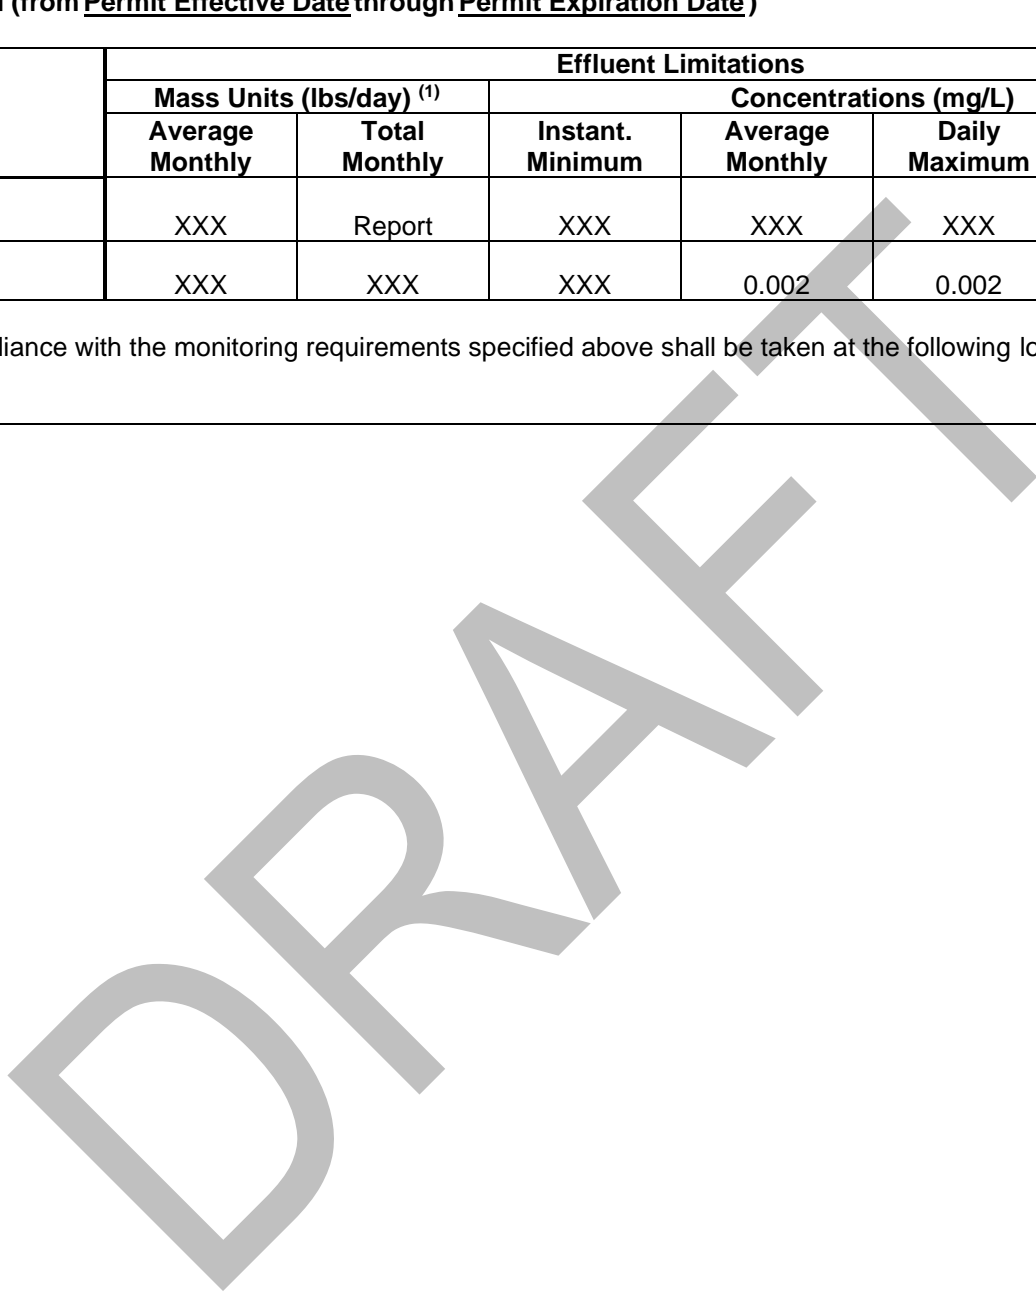 (from Permit Effective Date through Permit Expiration Date)
Effluent Limitations
Mass Units (lbs/day) (1) Concentrations (mg/L)
Average Monthly Total Monthly Instant. Minimum Average Monthly Daily Maximum
XXX Report XXX XXX XXX
XXX XXX XXX 0.002 0.002
liance with the monitoring requirements specified above shall be taken at the following lo
DRAFT